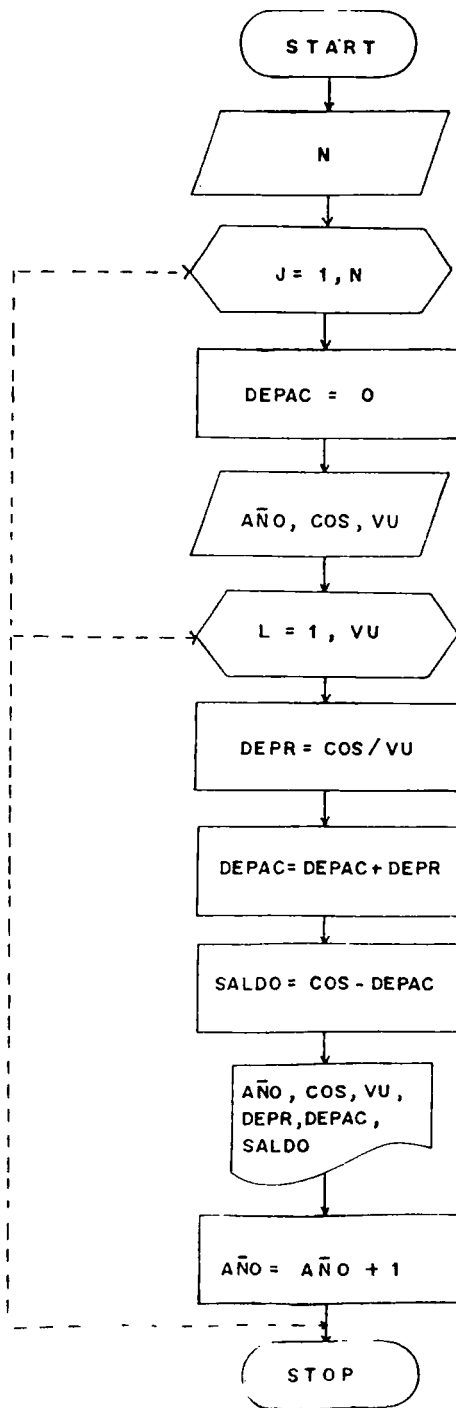 START
N
J = 1, N
DEPAC = 0
AÑO, COS, VU
L = 1, VU
DEPR = COS / VU
DEPAC = DEPAC + DEPR
SALDO = COS - DEPAC
AÑO, COS, VU,
DEPR, DEPAC,
SALDO
AÑO = AÑO + 1
STOP